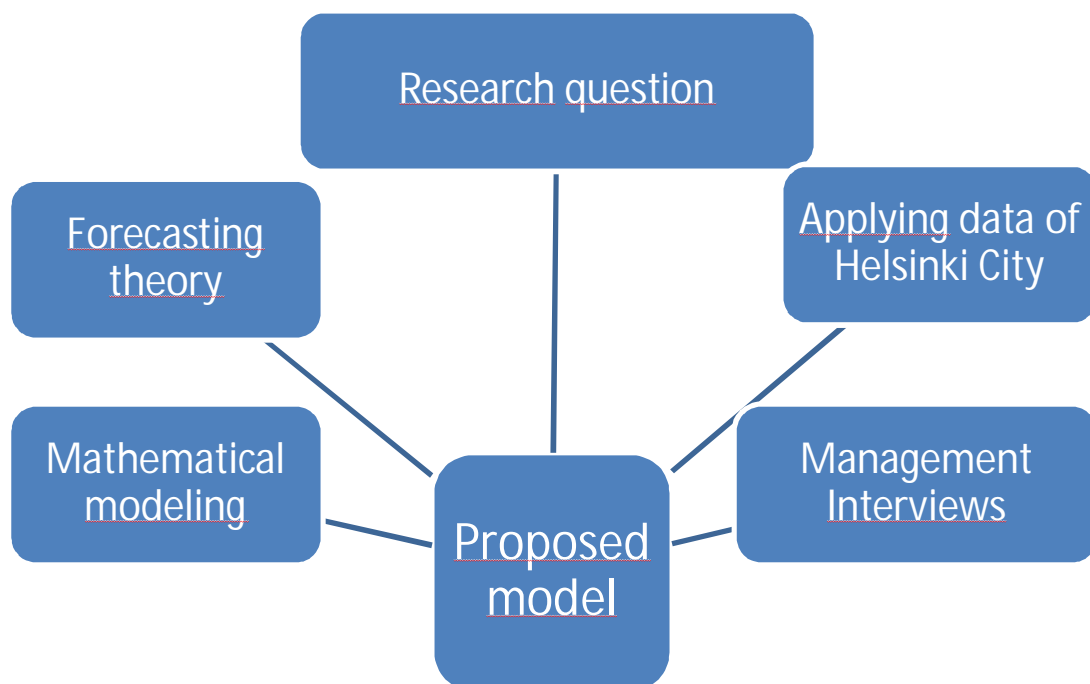 Research question
Forecasting
theory
Applying data of
Helsinki City
Mathematical
modeling
Management
Interviews
Proposed
model